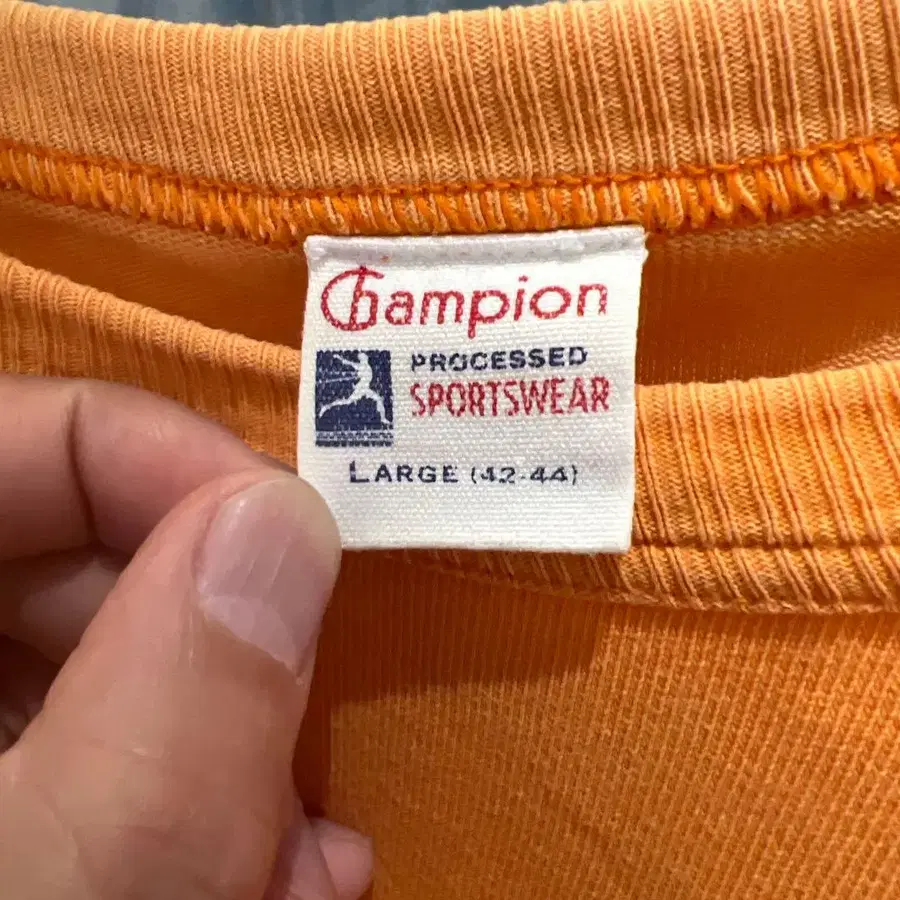 Champion
PROCESSED
SPORTSWEAR
LARGE (42-44)